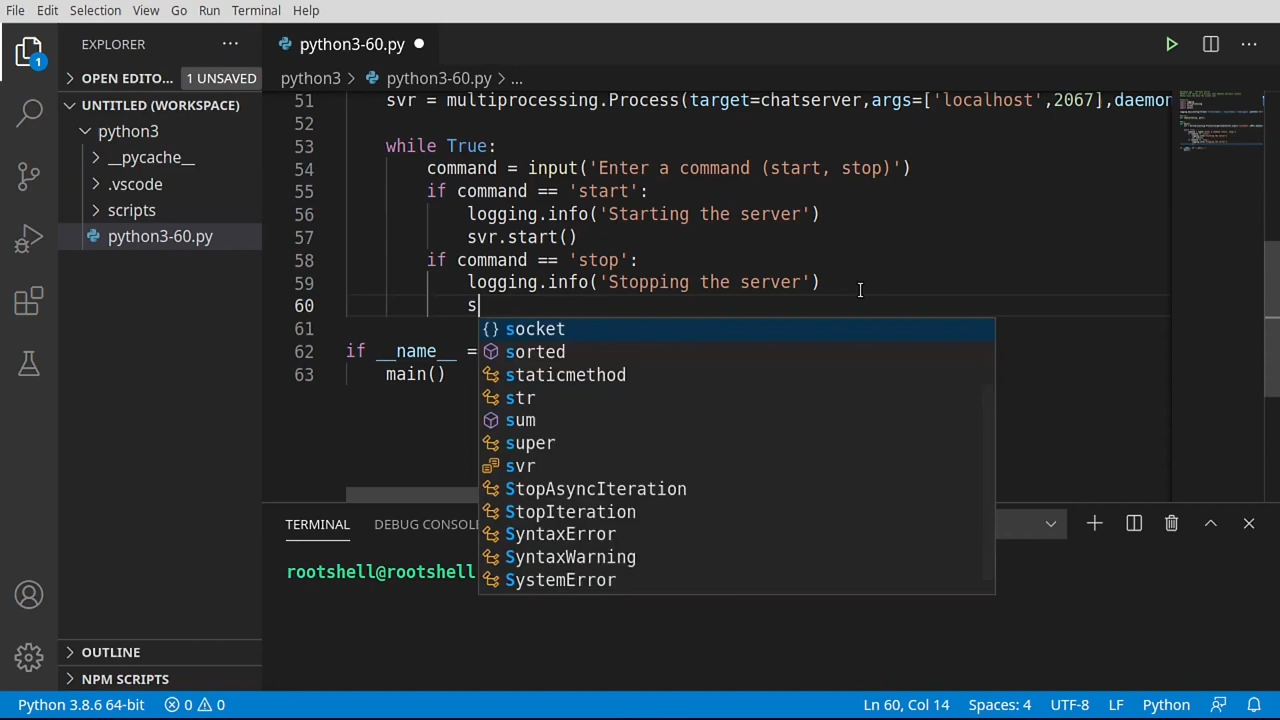 File Edit Selection View Go Run Terminal Help
EXPLORER
python3-60.py
OPEN EDITO... 1 UNSAVED
python3 > python3-60.py > ...
UNTITLED (WORKSPACE)
python3
__pycache__
.vscode
scripts
python3-60.py
1
51 svr = multiprocessing.Process(target=chatserver,args=['localhost',2067],daemon
52
53 while True:
54 command = input('Enter a command (start, stop)')
55 if command == 'start':
56 logging.info('Starting the server')
57 svr.start()
58 if command == 'stop':
59 logging.info('Stopping the server')
60 s
61
62 if __name__ =
63 main()
socket
sorted
staticmethod
str
sum
super
svr
StopAsyncIteration
StopIteration
SyntaxError
SyntaxWarning
SystemError
TERMINAL DEBUG CONSOL
rootshell@rootshell
OUTLINE
NPM SCRIPTS
Python 3.8.6 64-bit 0 0 Ln 60, Col 14 Spaces: 4 UTF-8 LF Python